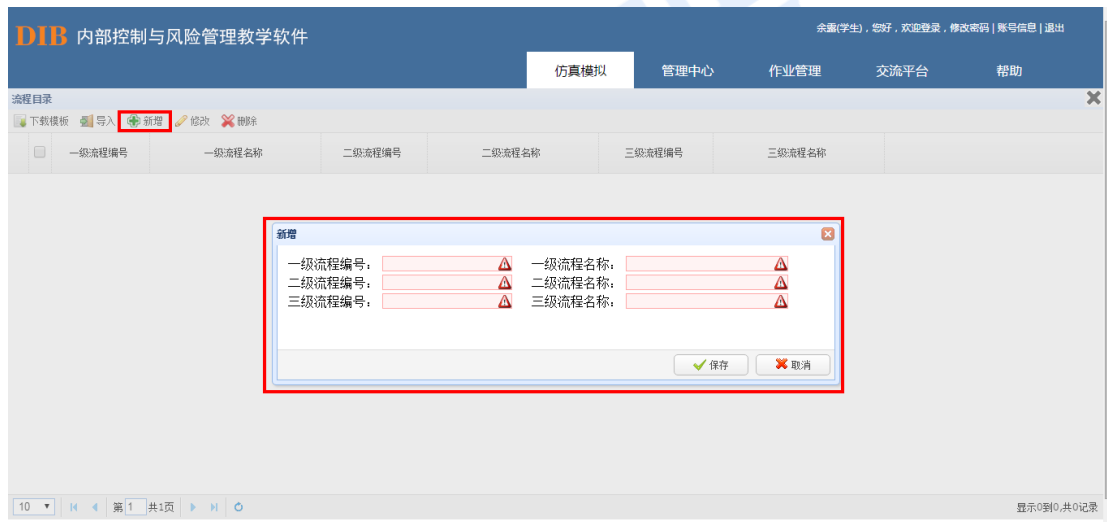 DIB 内部控制与风险管理教学软件
余露(学生)，您好，欢迎登录，修改密码 | 账号信息 | 退出
仿真模拟 管理中心 作业管理 交流平台 帮助
流程目录
下载模板 导入 新增 修改 删除
一级流程编号 一级流程名称 二级流程编号 二级流程名称 三级流程编号 三级流程名称
新增
一级流程编号： 一级流程名称：
二级流程编号： 二级流程名称：
三级流程编号： 三级流程名称：
保存 取消
10 第 1 共1页 显示0到0,共0记录